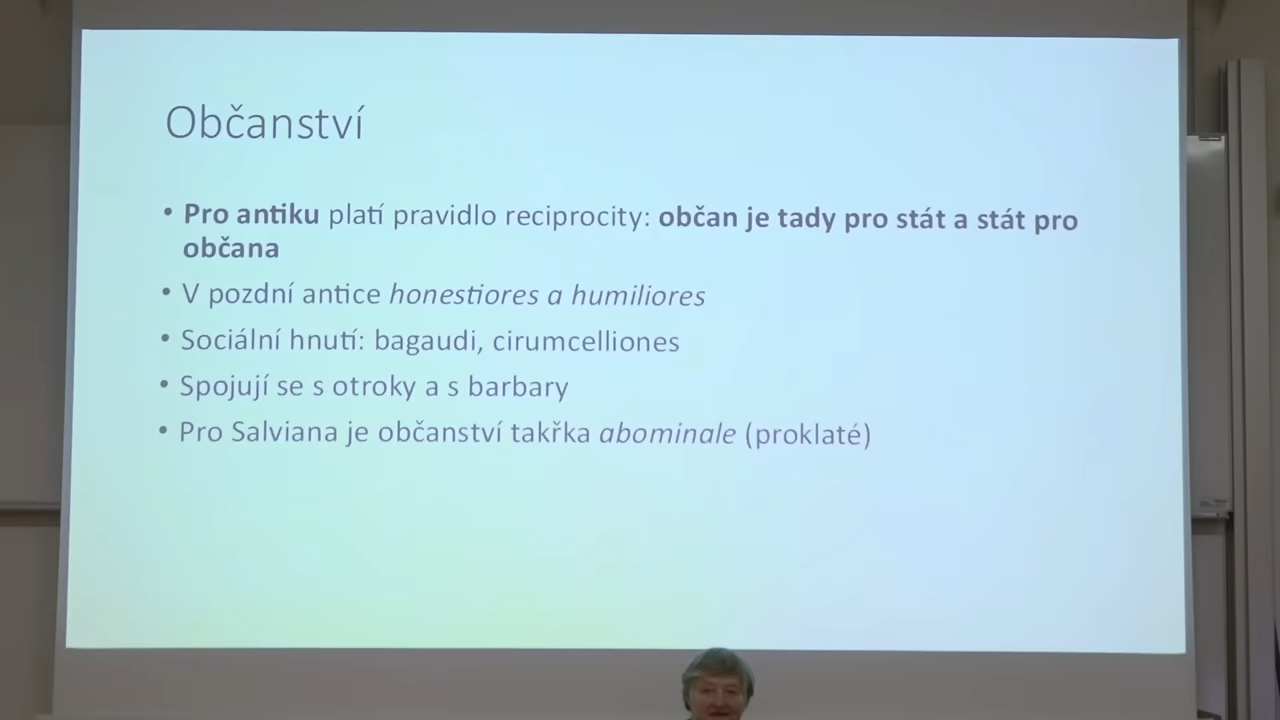 Občanství
• Pro antiku platí pravidlo reciprocity: občan je tady pro stát a stát pro
občana
• V pozdní antice honestiores a humiliores
• Sociální hnutí: bagaudi, cirumcelliones
• Spojují se s otroky a s barbary
• Pro Salviana je občanství takřka abominale (prokleté)